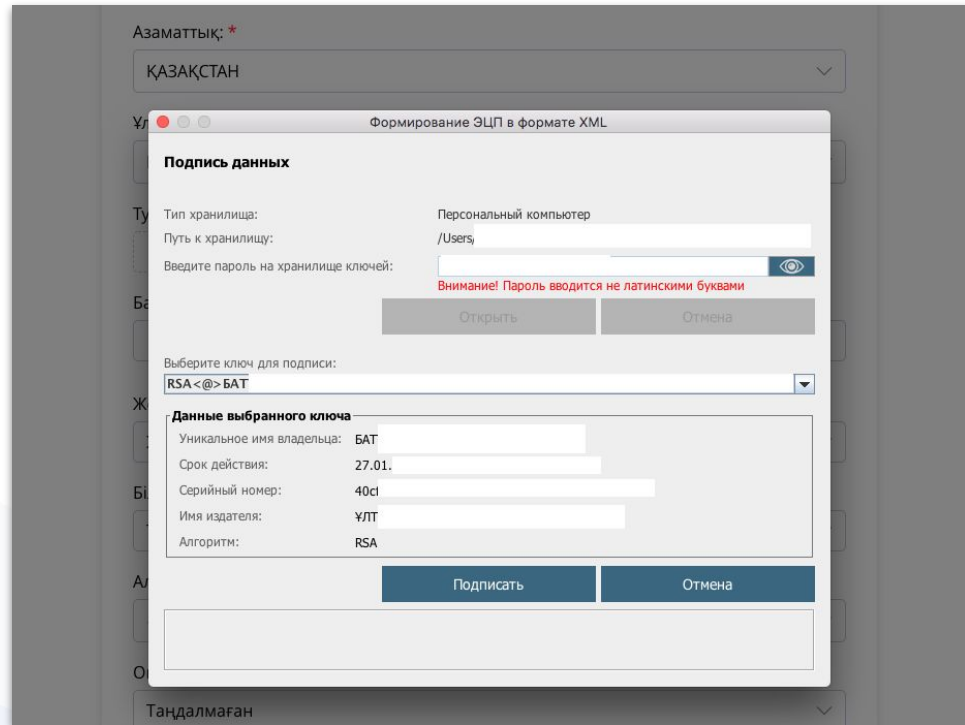 Азаматтық: *
ҚАЗАҚСТАН
Формирование ЭЦП в формате XML
Подпись данных
Тип хранилища: Персональный компьютер
Путь к хранилищу: /Users/
Введите пароль на хранилище ключей:
Внимание! Пароль вводится не латинскими буквами
Открыть Отмена
Выберите ключ для подписи:
RSA<@>БАТ
Данные выбранного ключа
Уникальное имя владельца: БАТ
Срок действия: 27.01.
Серийный номер: 40c
Имя издателя: ҰЛТ
Алгоритм: RSA
Подписать Отмена
Таңдалмаған